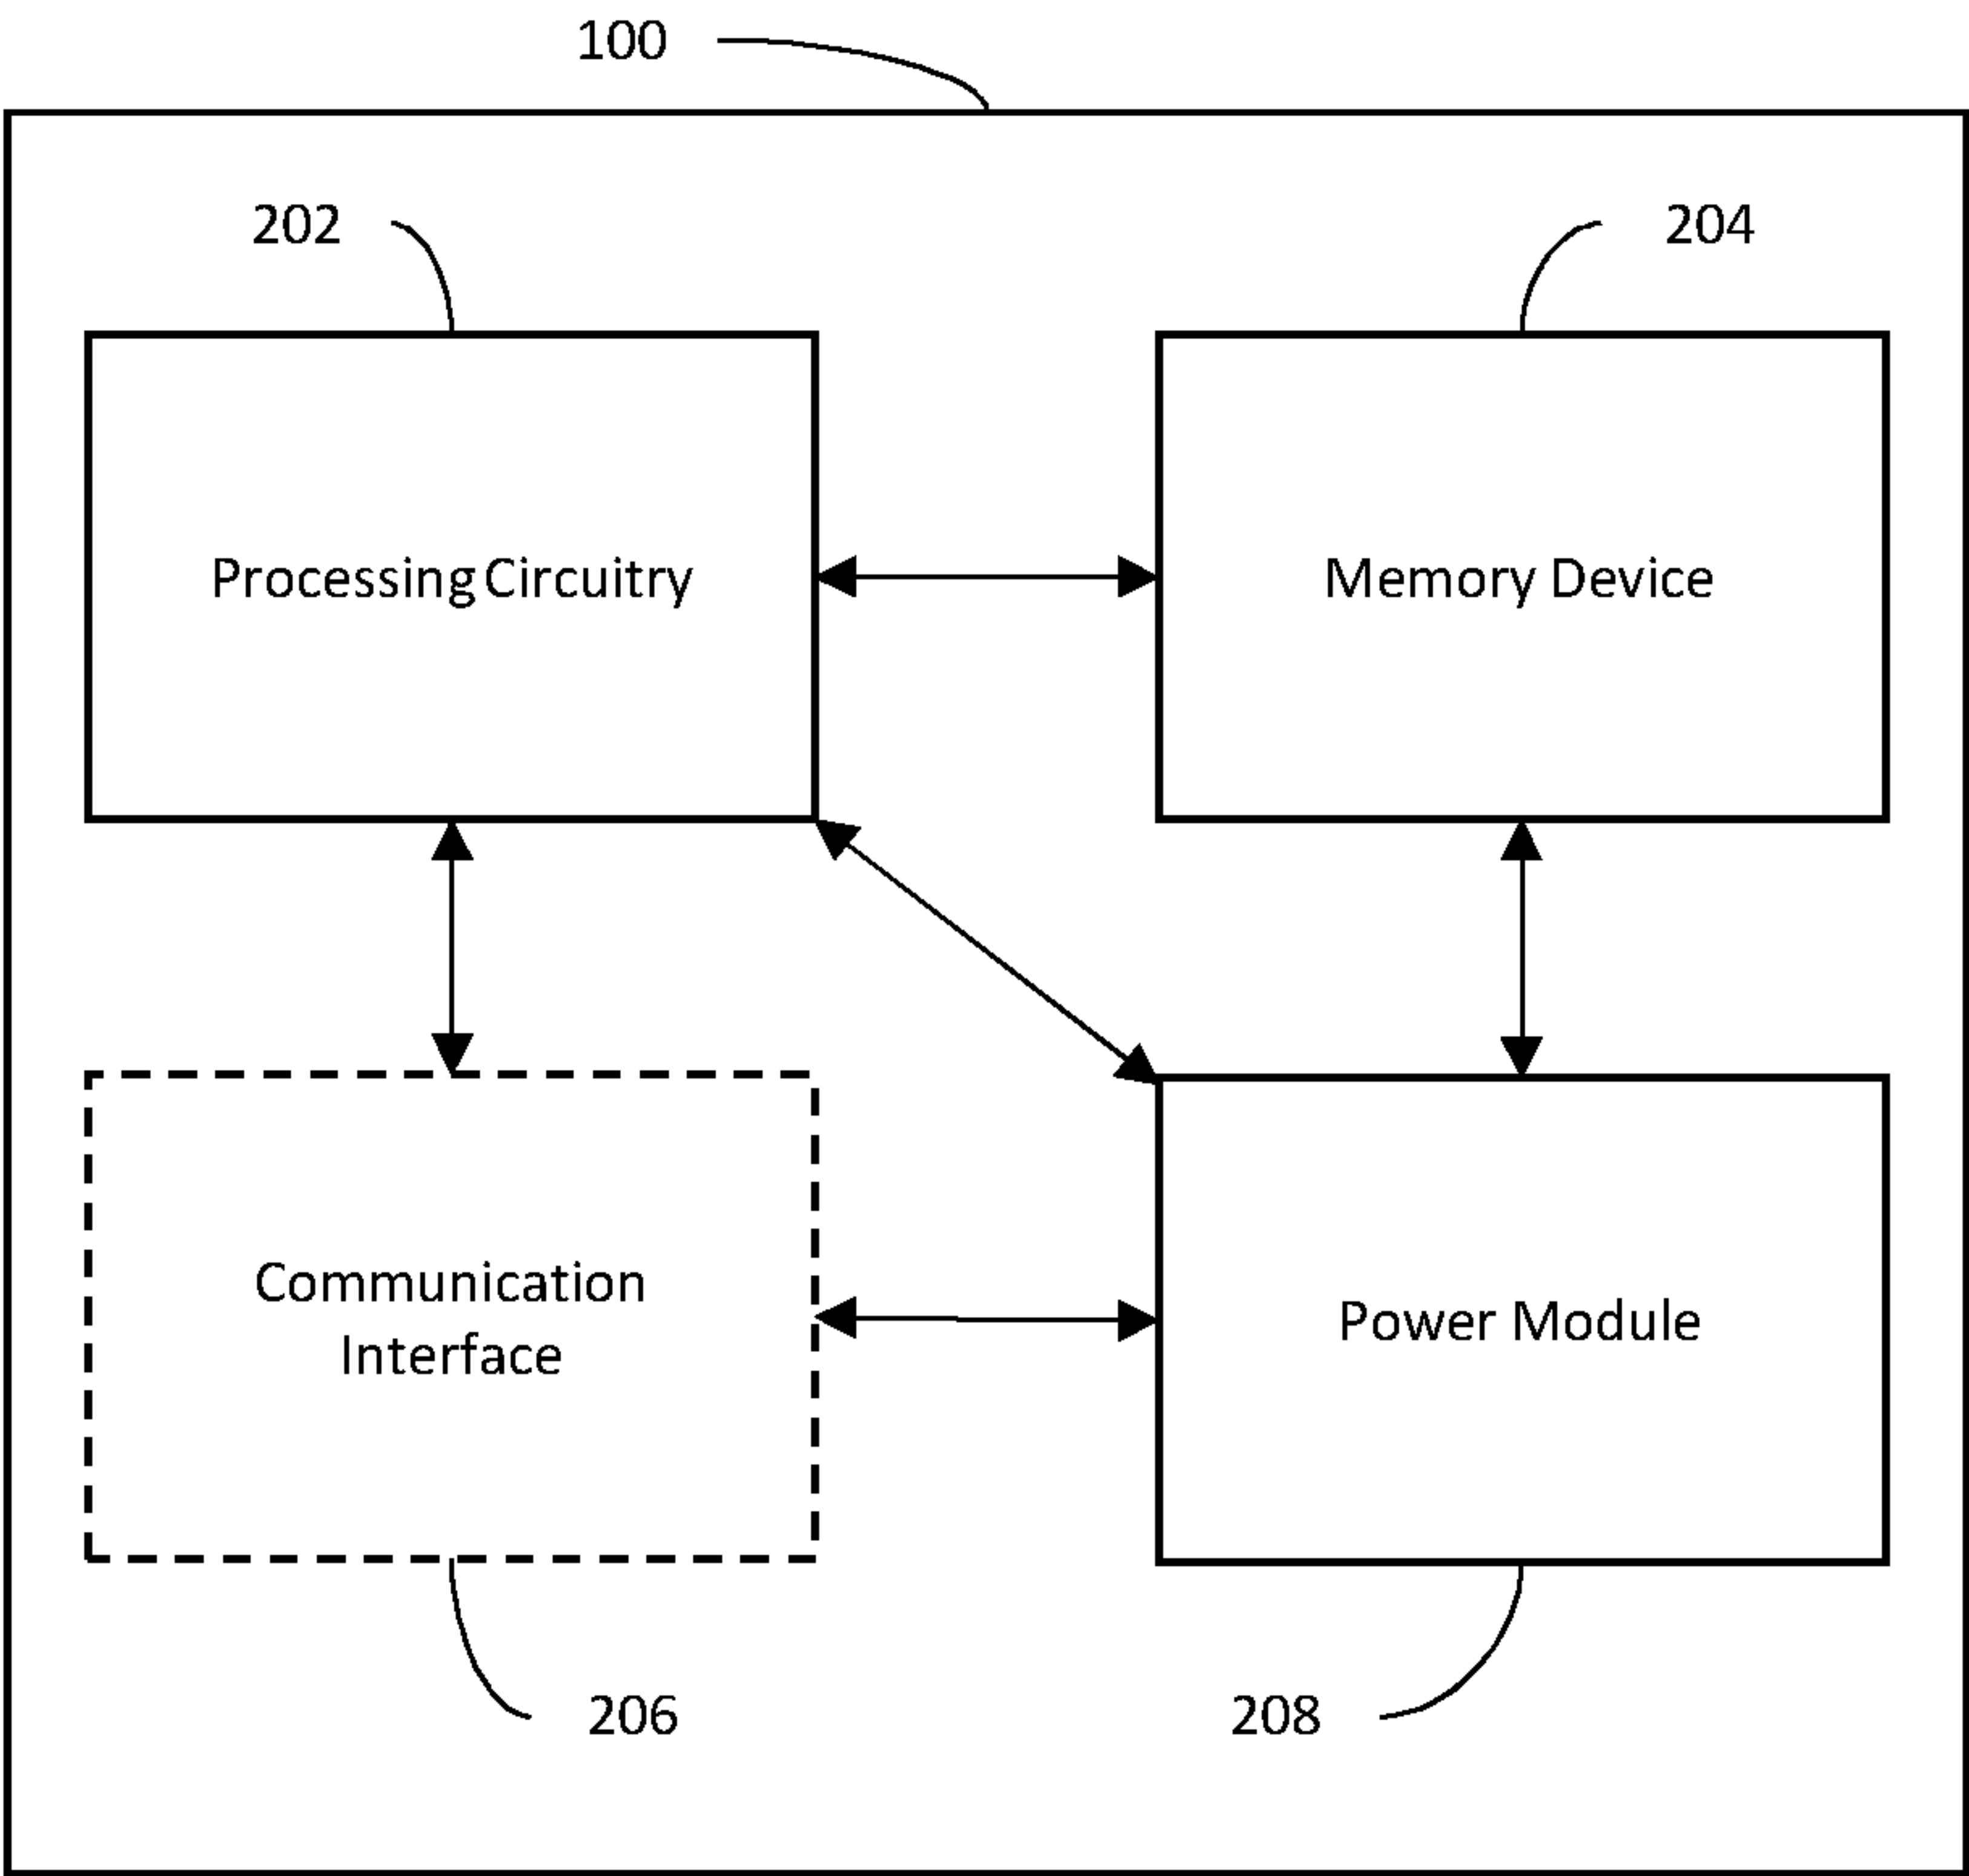 100
202
204
Processing Circuitry
Memory Device
Communication
Interface
Power Module
206
208